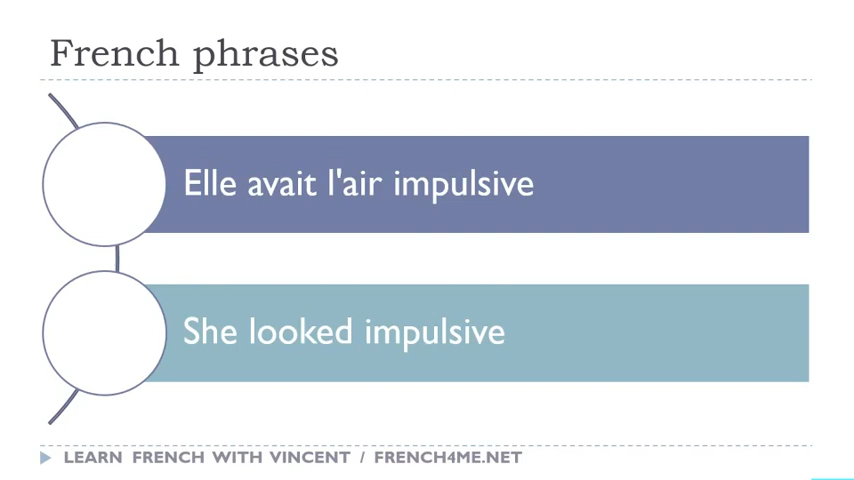 French phrases
Elle avait l'air impulsive
She looked impulsive
LEARN FRENCH WITH VINCENT / FRENCH4ME.NET